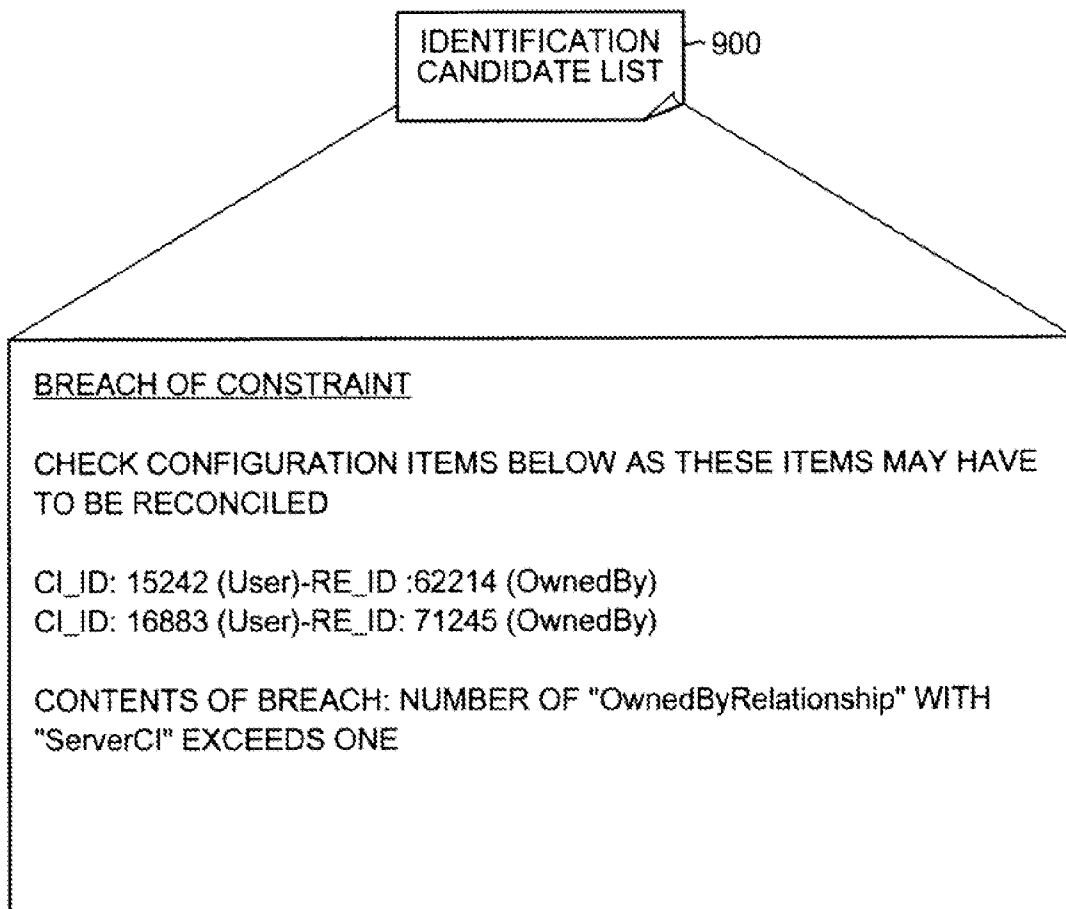 IDENTIFICATION
CANDIDATE LIST
900
BREACH OF CONSTRAINT
CHECK CONFIGURATION ITEMS BELOW AS THESE ITEMS MAY HAVE
TO BE RECONCILED
CI_ID: 15242 (User)-RE_ID :62214 (OwnedBy)
CI_ID: 16883 (User)-RE_ID: 71245 (OwnedBy)
CONTENTS OF BREACH: NUMBER OF "OwnedByRelationship" WITH
"ServerCI" EXCEEDS ONE